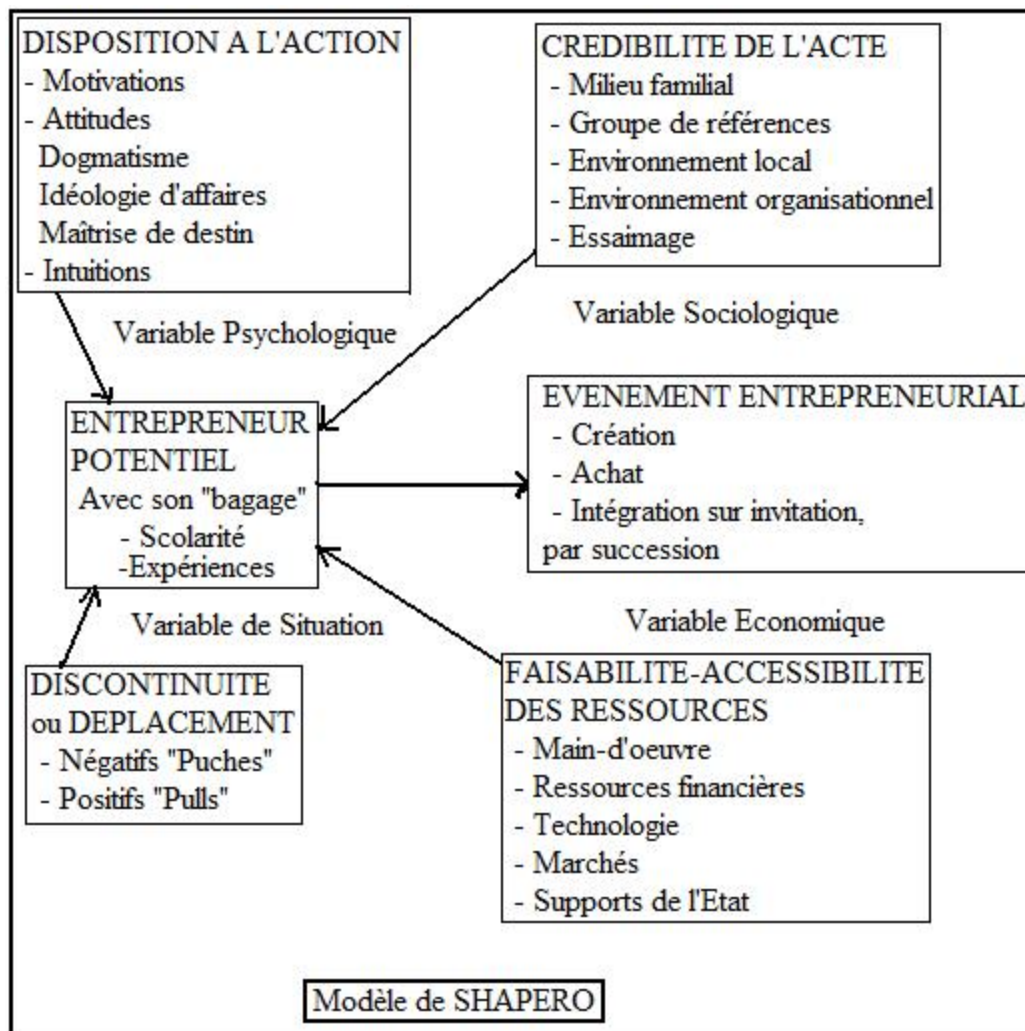 DISPOSITION A L'ACTION
- Motivations
- Attitudes
Dogmatisme
Idéologie d'affaires
Maîtrise de destin
- Intuitions
CREDIBILITE DE L'ACTE
- Milieu familial
- Groupe de références
- Environnement local
- Environnement organisationnel
- Essaimage
Variable Psychologique
Variable Sociologique
ENTREPRENEUR
POTENTIEL
Avec son "bagage"
- Scolarité
-Expériences
EVENEMENT ENTREPRENEURIAL
- Création
- Achat
- Intégration sur invitation,
par succession
Variable de Situation
Variable Economique
DISCONTINUITE
ou DEPLACEMENT
- Négatifs "Puches"
- Positifs "Pulls"
FAISABILITE-ACCESSIBILITE
DES RESSOURCES
- Main-d'oeuvre
- Ressources financières
- Technologie
- Marchés
- Supports de l'Etat
Modèle de SHAPERO